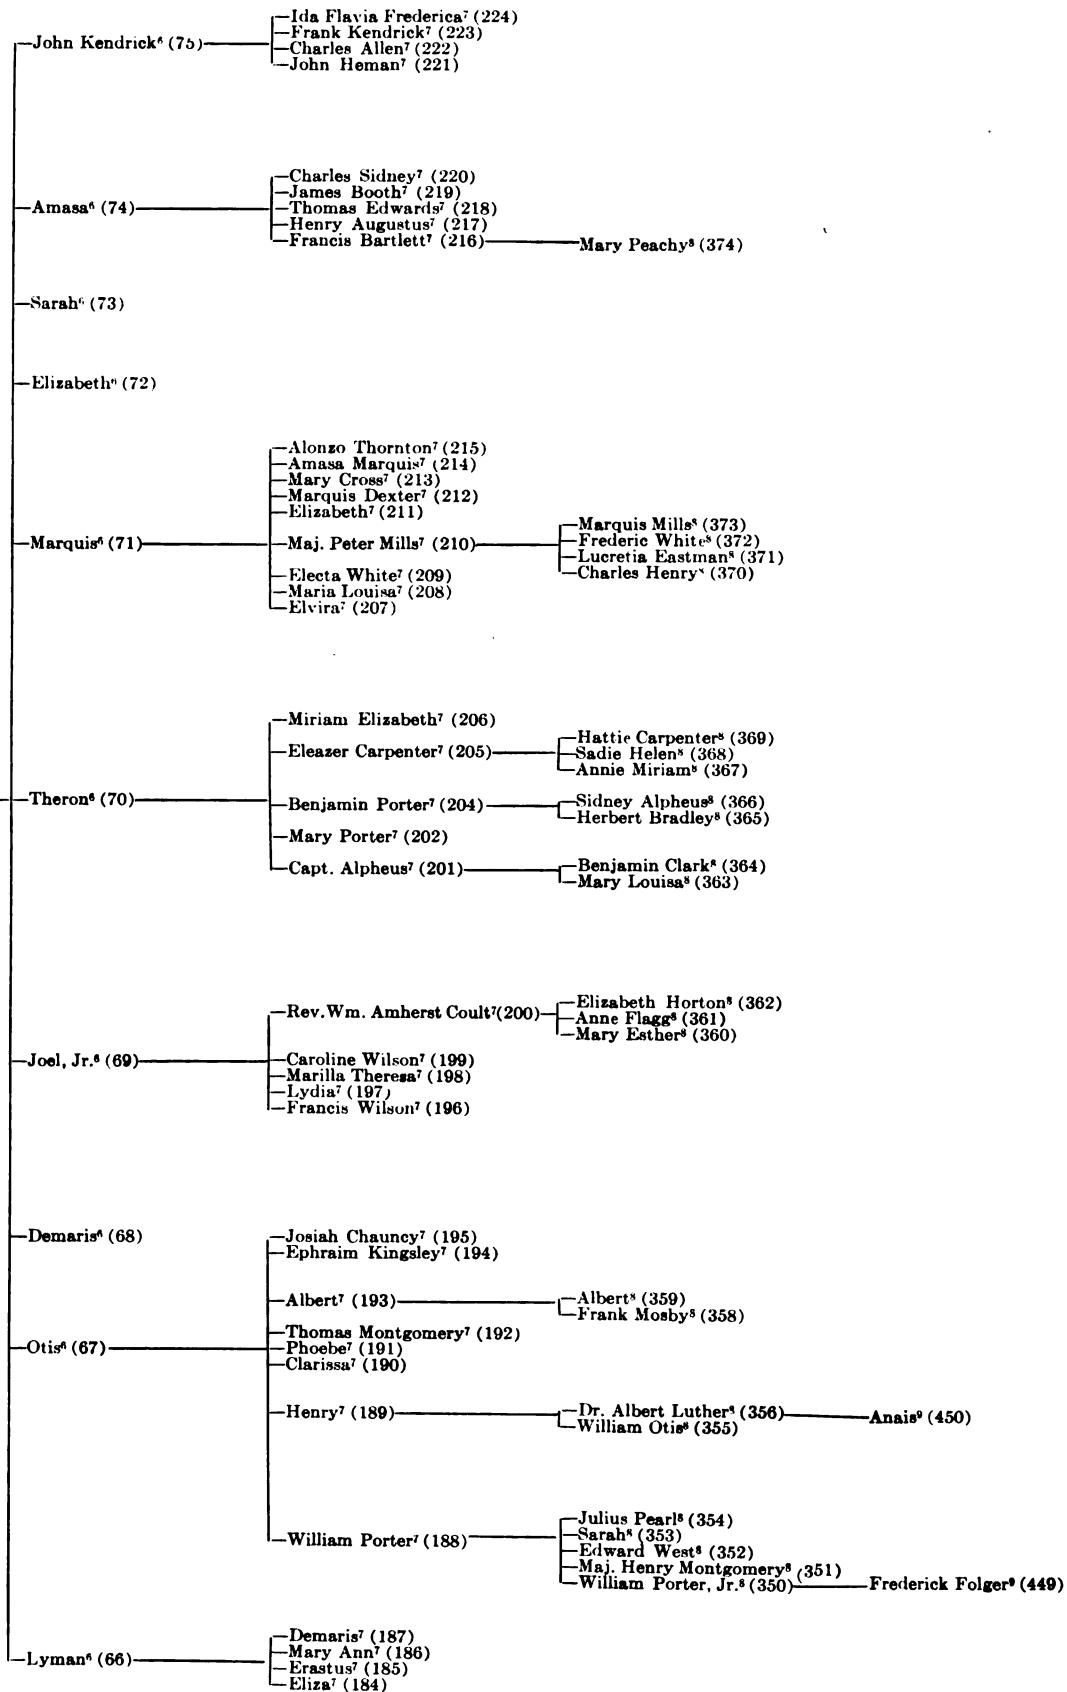 Ida Flavia Frederica⁷ (224)
Frank Kendrick⁷ (223)
John Kendrick⁶ (75)
Charles Allen⁷ (222)
John Heman⁷ (221)
Charles Sidney⁷ (220)
James Booth⁷ (219)
Amasa⁶ (74)
Thomas Edwards⁷ (218)
Henry Augustus⁷ (217)
Francis Bartlett⁷ (216)
Mary Peachy⁸ (374)
Sarah⁶ (73)
Elizabeth⁶ (72)
Alonzo Thornton⁷ (215)
Amasa Marquis⁷ (214)
Mary Cross⁷ (213)
Marquis Dexter⁷ (212)
Elizabeth⁷ (211)
Marquis⁶ (71)
Maj. Peter Mills⁷ (210)
Marquis Mills⁸ (373)
Frederic White⁸ (372)
Lucretia Eastman⁸ (371)
Charles Henry⁸ (370)
Electa White⁷ (209)
Maria Louisa⁷ (208)
Elvira⁷ (207)
Miriam Elizabeth⁷ (206)
Eleazer Carpenter⁷ (205)
Hattie Carpenter⁸ (369)
Sadie Helen⁸ (368)
Annie Miriam⁸ (367)
Theron⁶ (70)
Benjamin Porter⁷ (204)
Sidney Alpheus⁸ (366)
Herbert Bradley⁸ (365)
Mary Porter⁷ (202)
Capt. Alpheus⁷ (201)
Benjamin Clark⁸ (364)
Mary Louisa⁸ (363)
Rev. Wm. Amherst Coult⁷ (200)
Elizabeth Horton⁸ (362)
Anne Flagg⁸ (361)
Mary Esther⁸ (360)
Joel, Jr.⁶ (69)
Caroline Wilson⁷ (199)
Marilla Theresa⁷ (198)
Lydia⁷ (197)
Francis Wilson⁷ (196)
Demaris⁶ (68)
Josiah Chauncy⁷ (195)
Ephraim Kingsley⁷ (194)
Albert⁷ (193)
Albert⁸ (359)
Frank Mosby⁸ (358)
Otis⁶ (67)
Thomas Montgomery⁷ (192)
Phoebe⁷ (191)
Clarissa⁷ (190)
Henry⁷ (189)
Dr. Albert Luther⁸ (356)
Anais⁹ (450)
William Otis⁸ (355)
William Porter⁷ (188)
Julius Pearl⁸ (354)
Sarah⁸ (353)
Edward West⁸ (352)
Maj. Henry Montgomery⁸ (351)
William Porter, Jr.⁸ (350)
Frederick Folger⁹ (449)
Lyman⁶ (66)
Demaris⁷ (187)
Mary Ann⁷ (186)
Erastus⁷ (185)
Eliza⁷ (184)